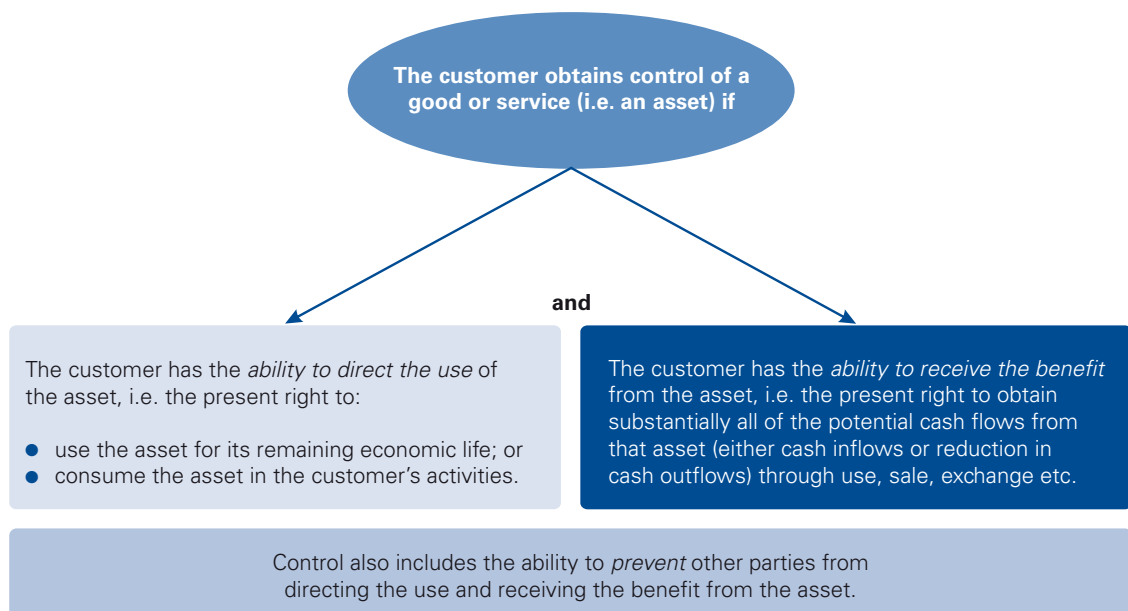 The customer obtains control of a
good or service (i.e. an asset) if
and
The customer has the ability to direct the use of
the asset, i.e. the present right to:
● use the asset for its remaining economic life; or
● consume the asset in the customer's activities.
The customer has the ability to receive the benefit
from the asset, i.e. the present right to obtain
substantially all of the potential cash flows from
that asset (either cash inflows or reduction in
cash outflows) through use, sale, exchange etc.
Control also includes the ability to prevent other parties from
directing the use and receiving the benefit from the asset.